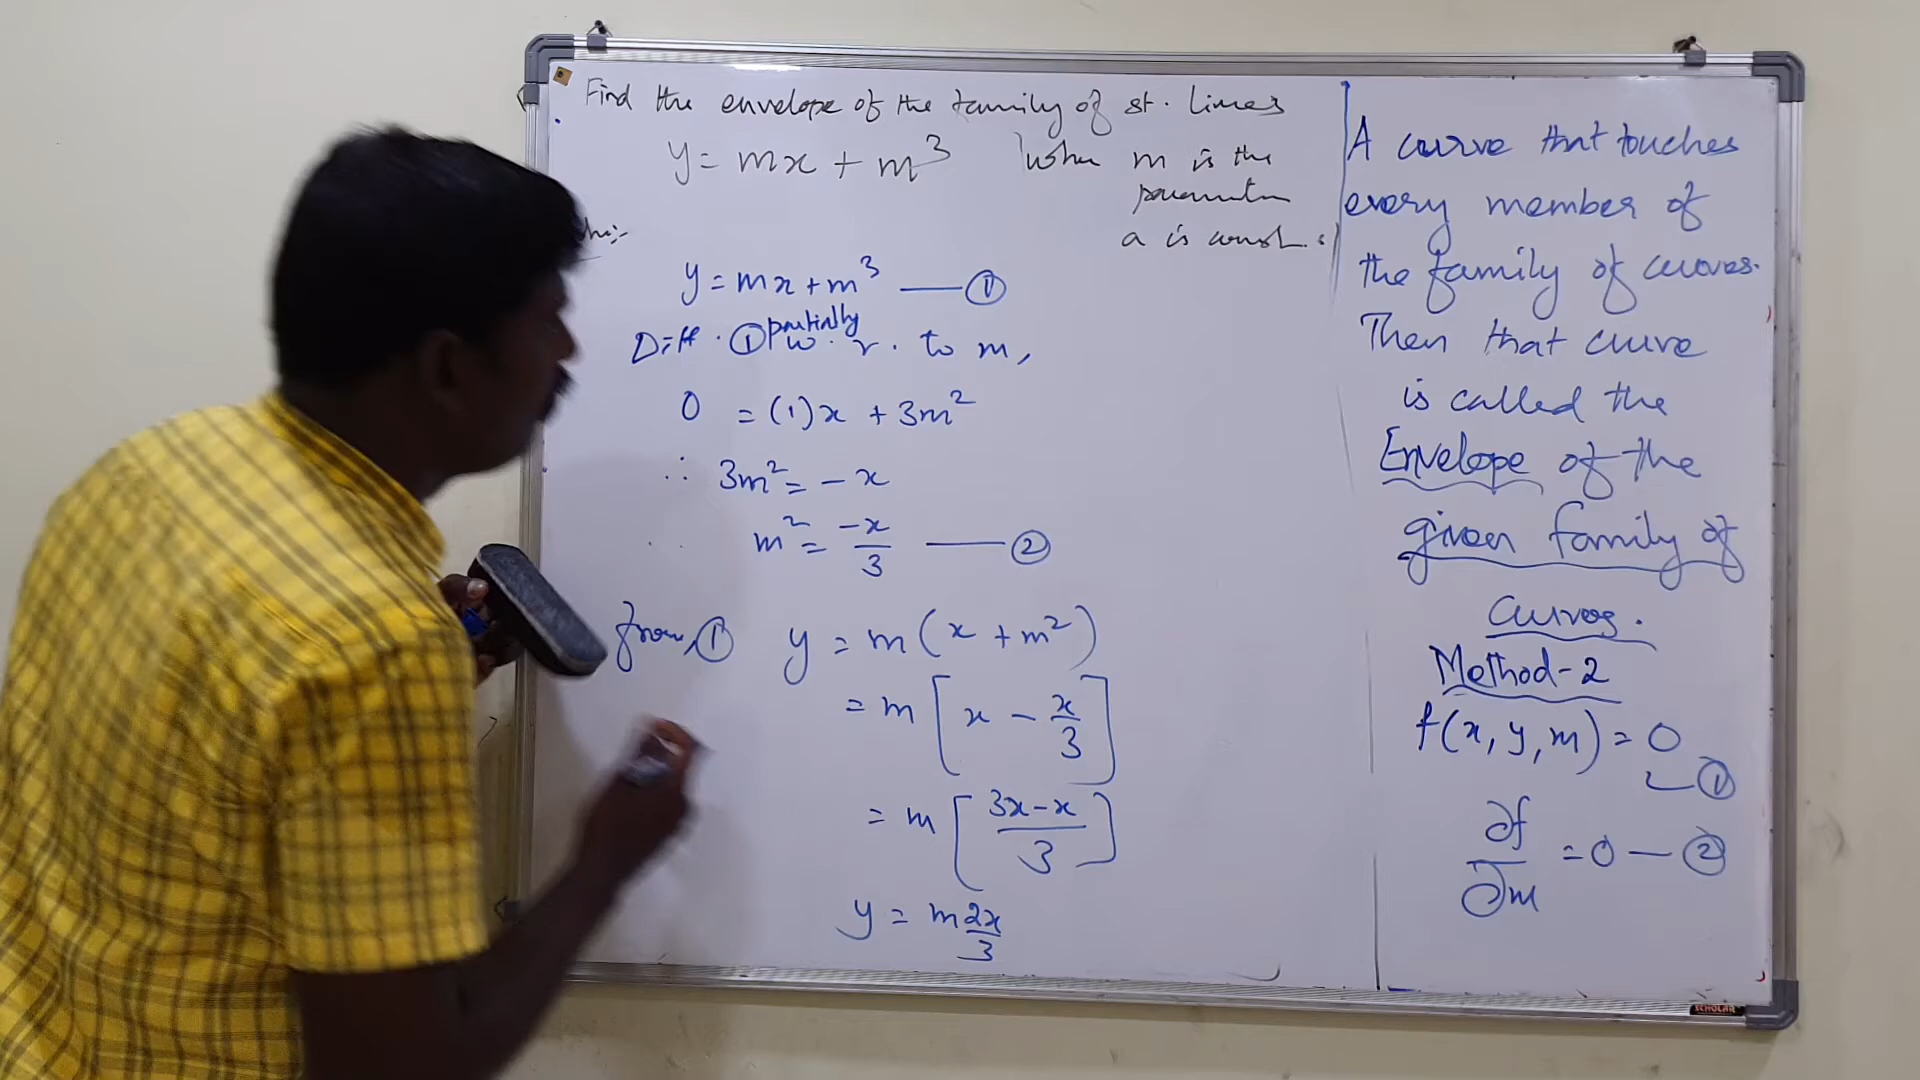 Find the envelope of the family of st. lines
y = mx + m³ when m is the
parameter
a is const.
y = mx + m³ —— ①
Diff. ① partially w.r. to m,
0 = (1)x + 3m²
∴ 3m² = -x
m² = -x/3 —— ②
from ① y = m(x + m²)
= m[x - x/3]
= m[(3x-x)/3]
y = m 2x/3
A curve that touches
every member of
the family of curves.
Then that curve
is called the
Envelope of the
given family of
curves.
Method-2
f(x, y, m) = 0
①
∂f/∂m = 0 — ②
SCHOLAR